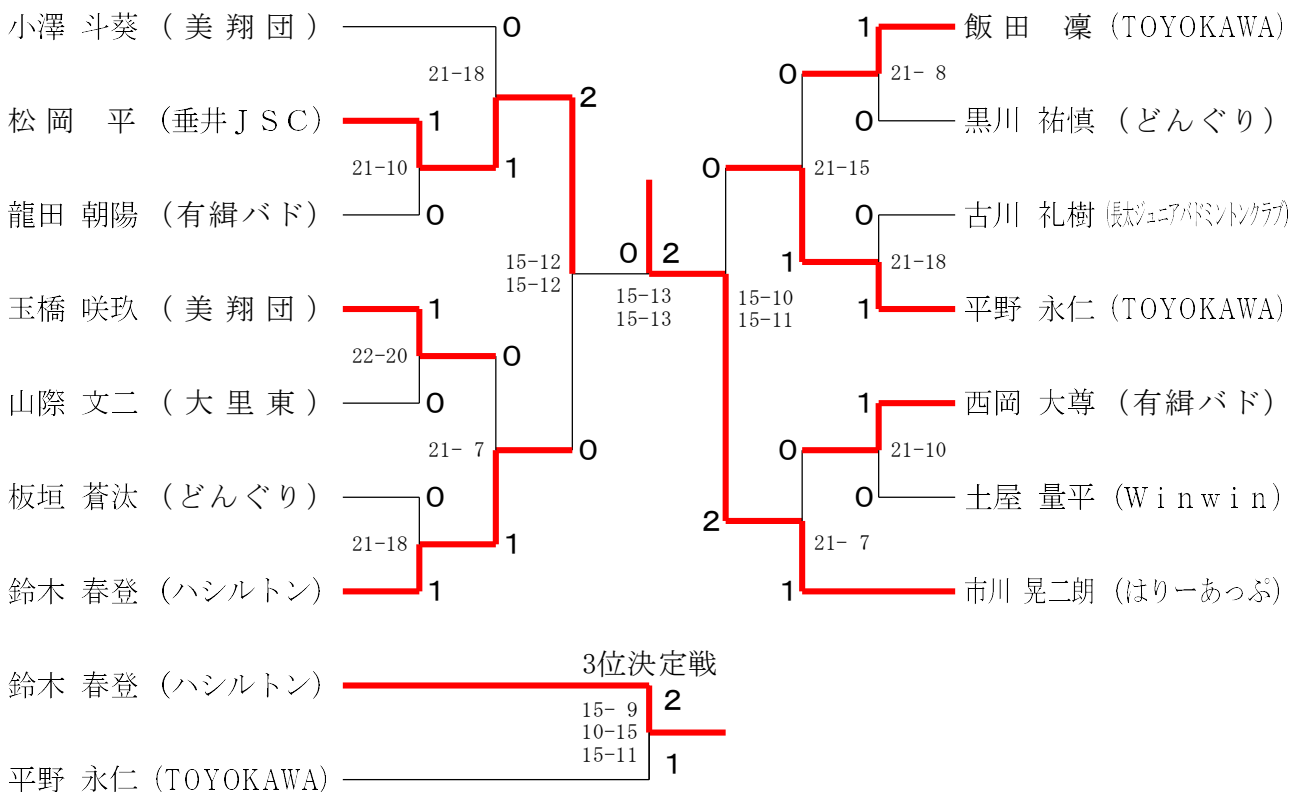 小澤 斗葵 (美翔団)
0
21-18
2
松岡 平 (垂井ＪＳＣ)
1
21-10
1
龍田 朝陽 (有緝バド)
0
15-12
15-12
玉橋 咲玖 (美翔団)
1
22-20
0
山際 文二 (大里東)
0
21- 7
0
板垣 蒼汰 (どんぐり)
0
21-18
1
鈴木 春登 (ハシルトン)
1
0 2
15-13
15-13
1
飯田 凜 (TOYOKAWA)
0
21- 8
0
黒川 祐慎 (どんぐり)
0
21-15
0
古川 礼樹 (長太ジュニアバドミントンクラブ)
1
21-18
1
平野 永仁 (TOYOKAWA)
15-10
15-11
1
西岡 大尊 (有緝バド)
0
21-10
0
土屋 量平 (Ｗｉｎｗｉｎ)
2
21- 7
1
市川 晃二朗 (はりーあっぷ)
3位決定戦
鈴木 春登 (ハシルトン)
2
15- 9
10-15
15-11
1
平野 永仁 (TOYOKAWA)